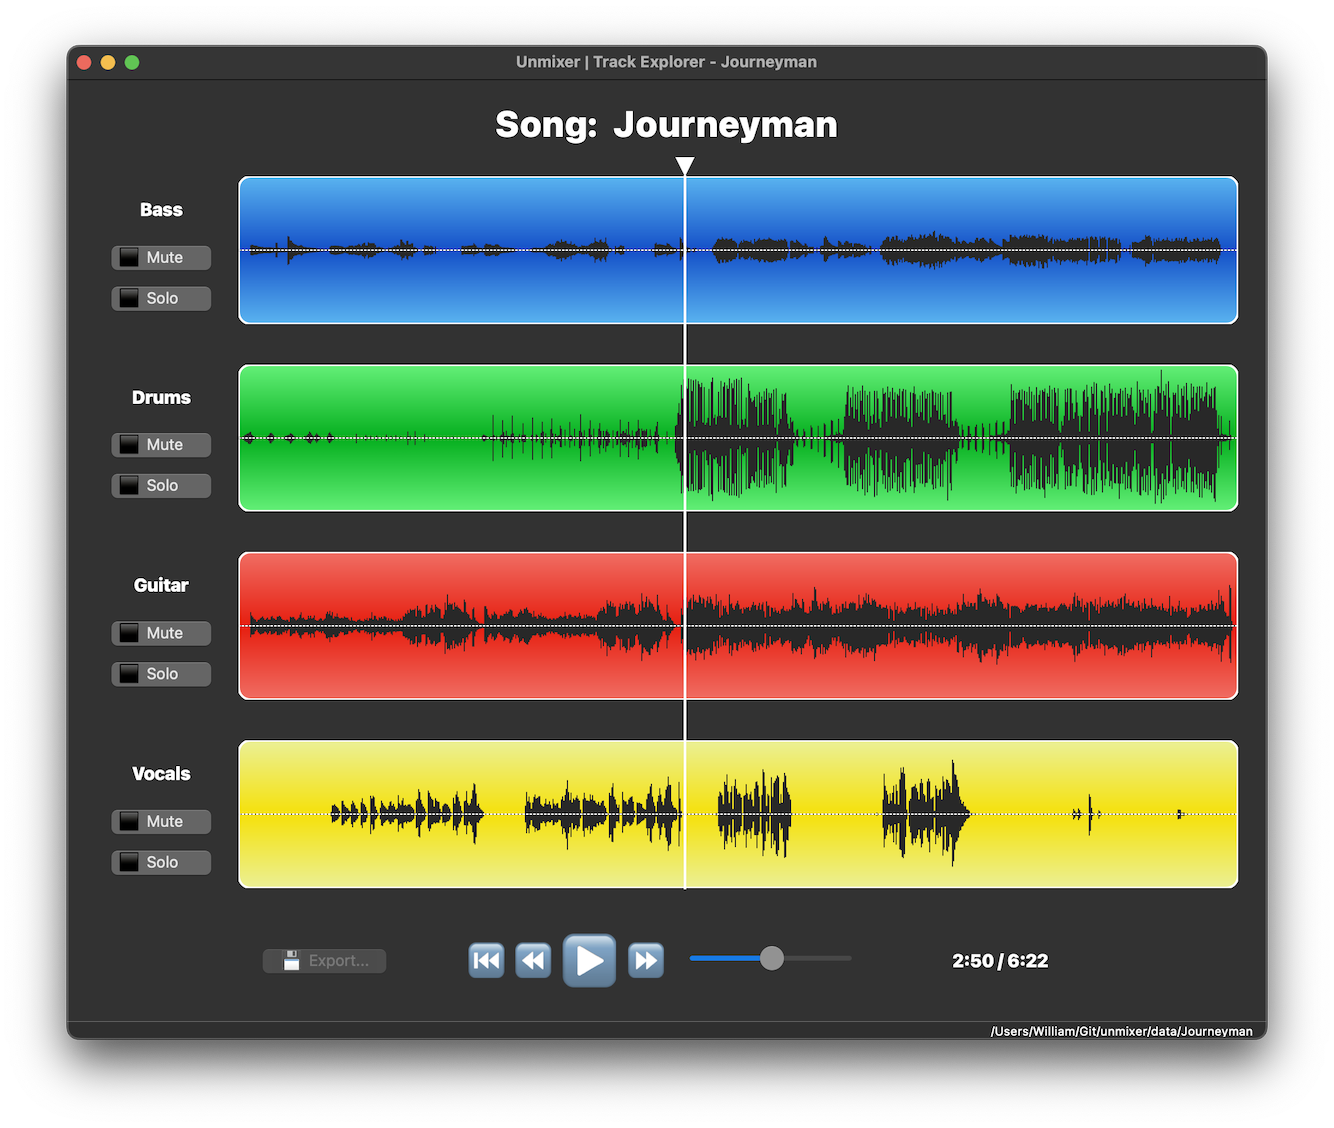 Unmixer | Track Explorer - Journeyman
Song: Journeyman
Bass
Mute
Solo
Drums
Mute
Solo
Guitar
Mute
Solo
Vocals
Mute
Solo
Export...
2:50 / 6:22
/Users/William/Git/unmixer/data/Journeyman